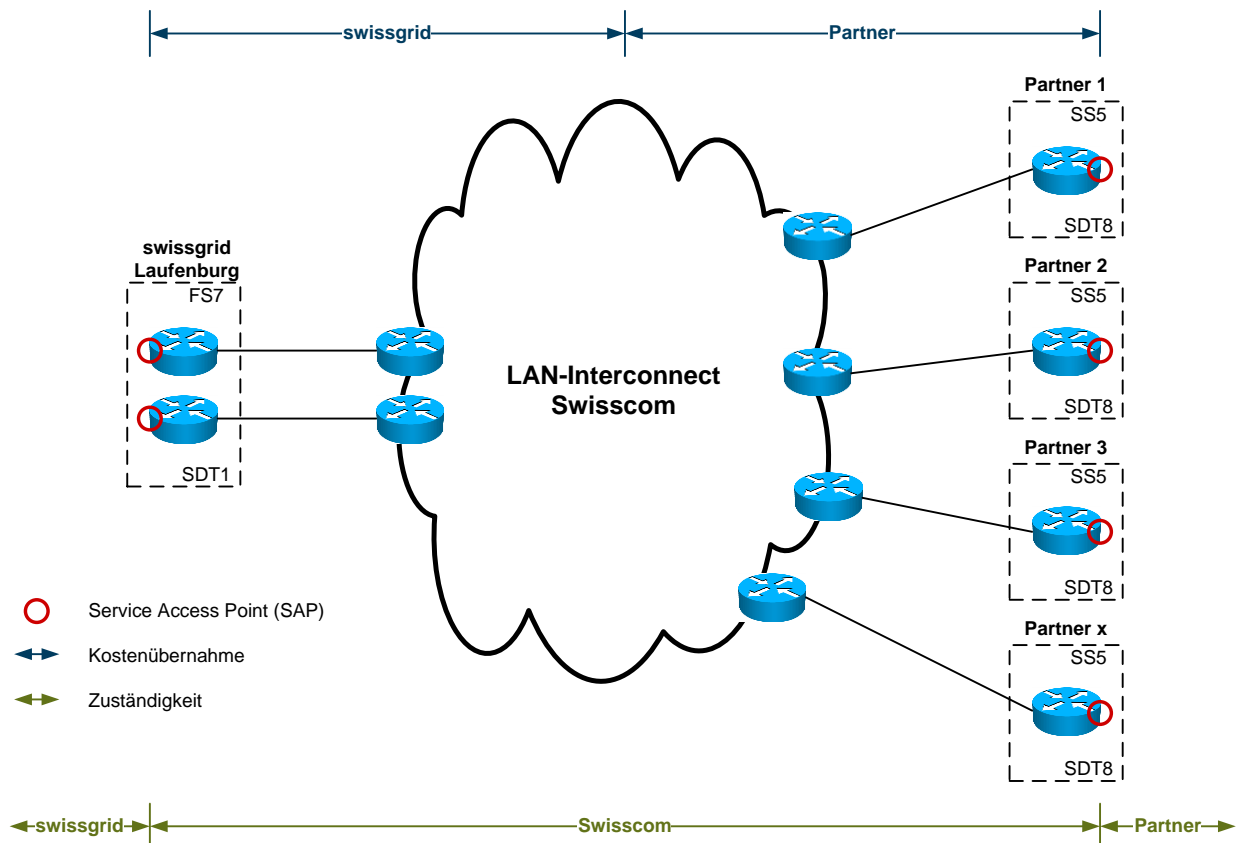 swissgrid
Partner
Partner 1
SS5
SDT8
swissgrid
Laufenburg
FS7
SDT1
Partner 2
SS5
SDT8
LAN-Interconnect
Swisscom
Partner 3
SS5
SDT8
Service Access Point (SAP)
Kostenübernahme
Zuständigkeit
Partner x
SS5
SDT8
swissgrid
Swisscom
Partner